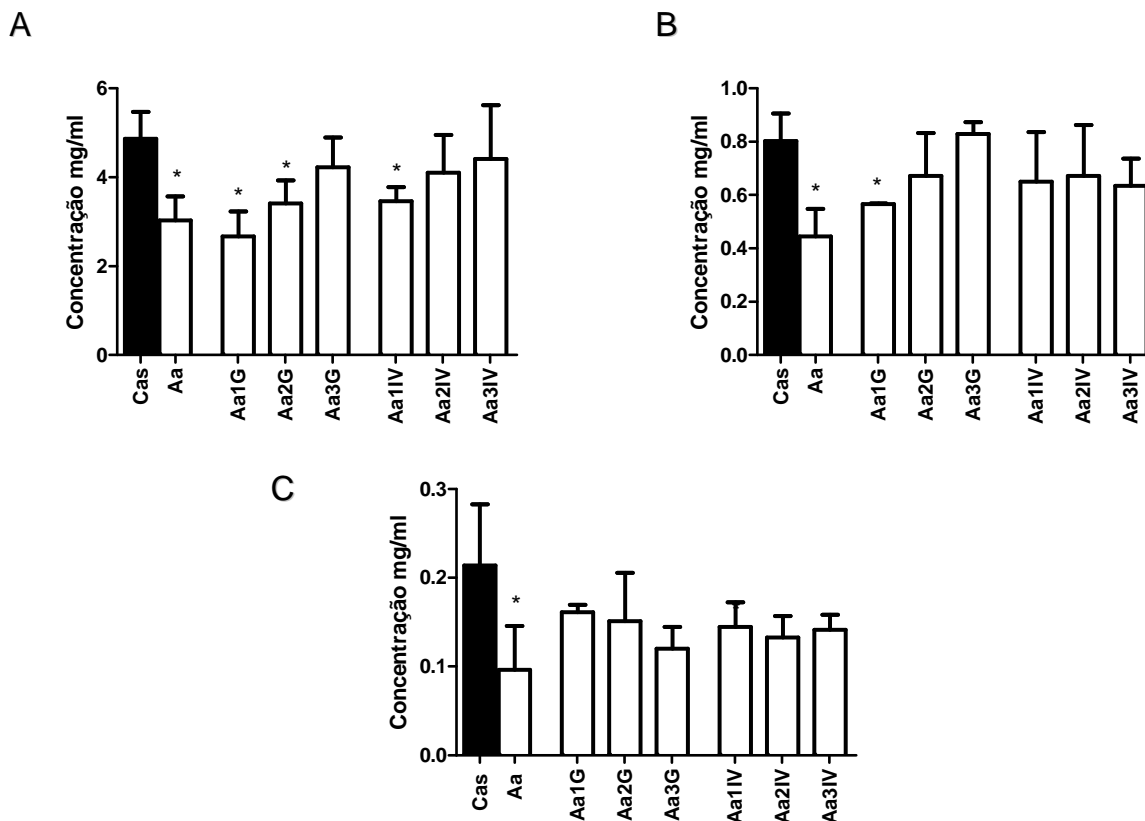 A
Concentração mg/ml
6
4
2
0
*
*
*
*
Cas
Aa
Aa1G
Aa2G
Aa3G
Aa1IV
Aa2IV
Aa3IV
B
Concentração mg/ml
1.0
0.8
0.6
0.4
0.2
0.0
*
*
Cas
Aa
Aa1G
Aa2G
Aa3G
Aa1IV
Aa2IV
Aa3IV
C
Concentração mg/ml
0.3
0.2
0.1
0.0
*
*
Cas
Aa
Aa1G
Aa2G
Aa3G
Aa1IV
Aa2IV
Aa3IV